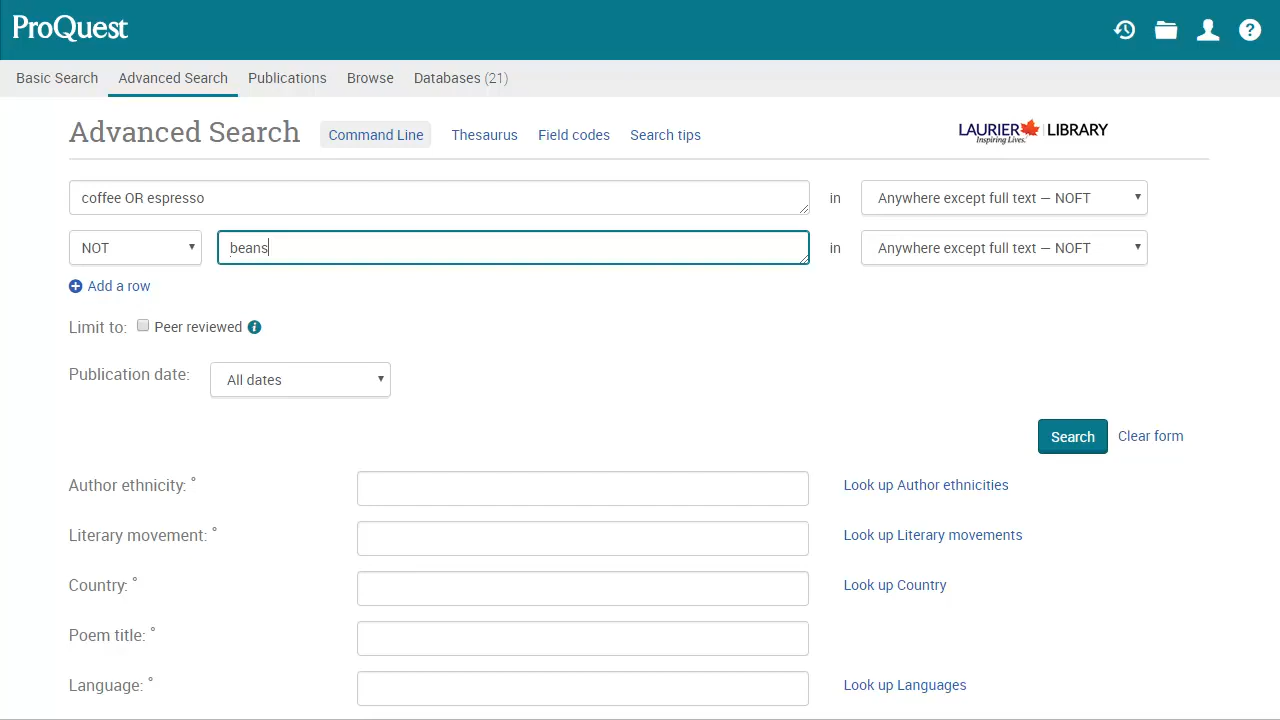 ProQuest
Basic Search Advanced Search Publications Browse Databases (21)
Advanced Search Command Line Thesaurus Field codes Search tips LAURIER Inspiring Lives. LIBRARY
coffee OR espresso in Anywhere except full text — NOFT
NOT beans in Anywhere except full text — NOFT
Add a row
Limit to: Peer reviewed
Publication date: All dates
Search Clear form
Author ethnicity: ° Look up Author ethnicities
Literary movement: ° Look up Literary movements
Country: ° Look up Country
Poem title: °
Language: ° Look up Languages